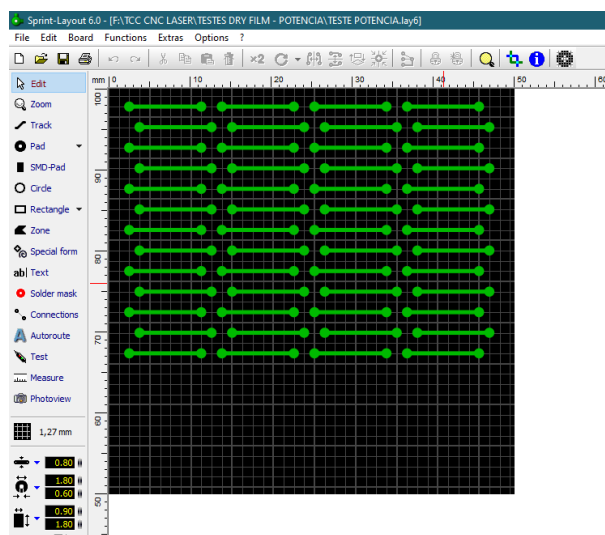 Sprint-Layout 6.0 - [F:\TCC CNC LASER\TESTES DRY FILM - POTENCIA\TESTE POTENCIA.lay6]
File Edit Board Functions Extras Options ?
×2
mm 0 10 20 30 40 50 60
Edit
Zoom
Track
Pad
SMD-Pad
Circle
Rectangle
Zone
Special form
ab| Text
Solder mask
Connections
Autoroute
Test
Measure
Photoview
1,27 mm
0.80
1.80
0.60
0.90
1.80
100
90
80
70
60
50